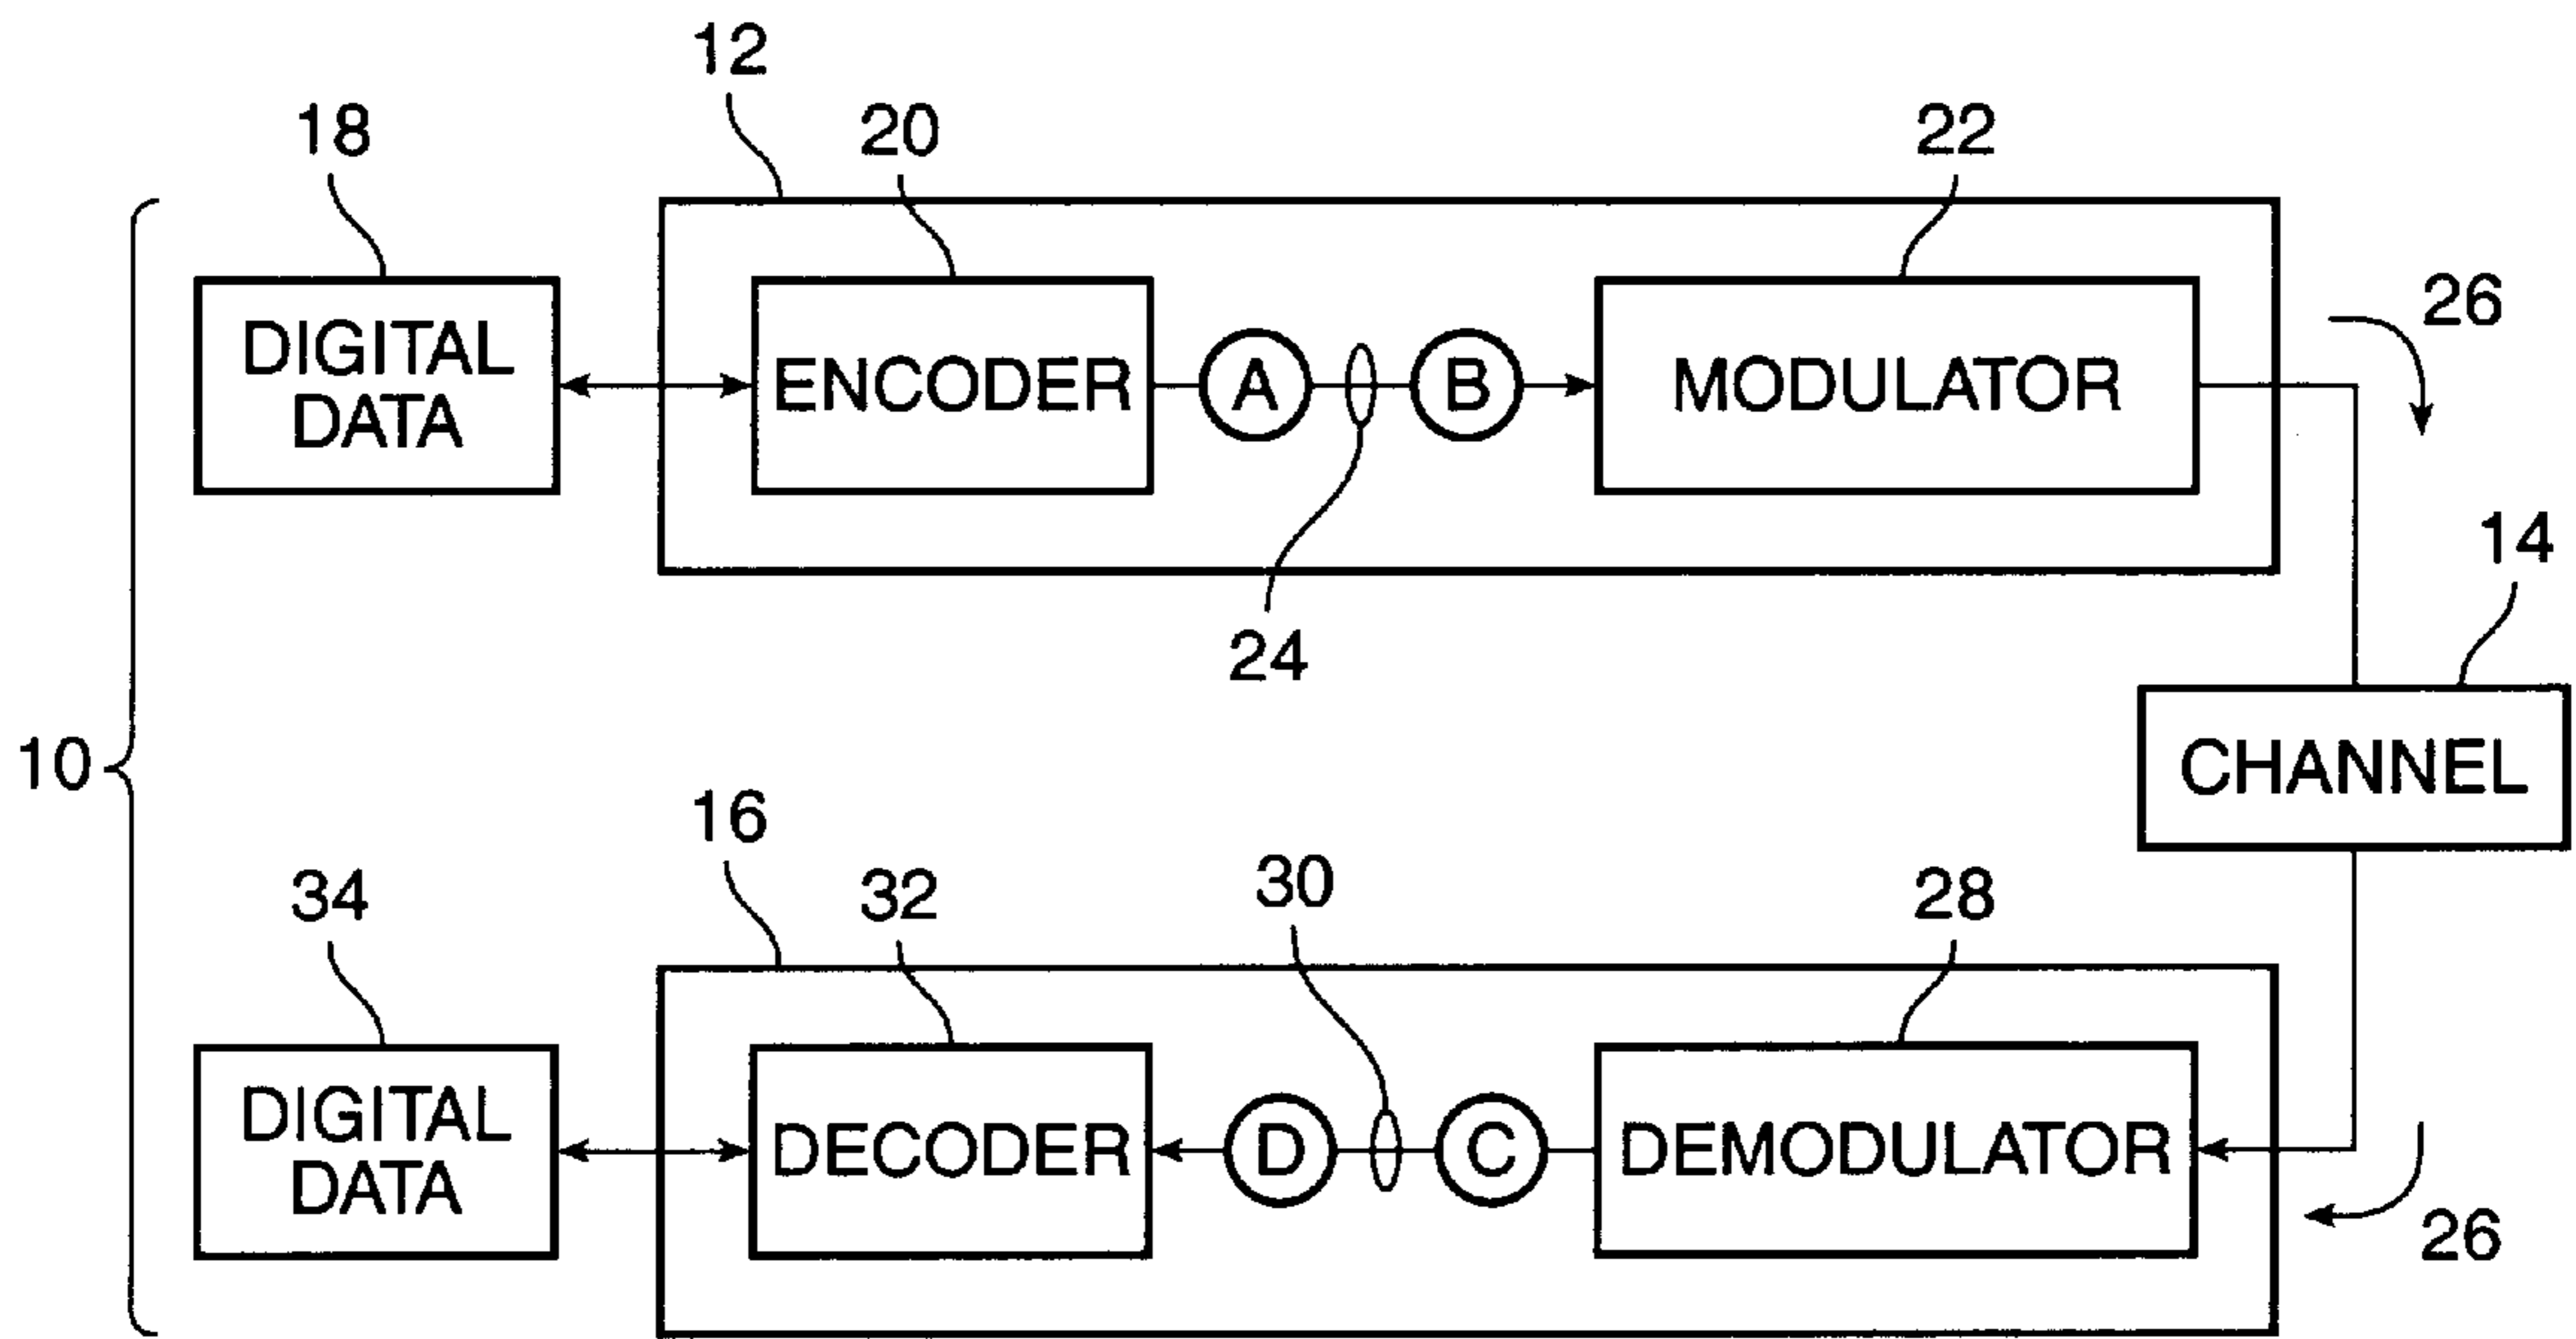 12
18
20
22
DIGITAL
DATA
ENCODER
A
B
MODULATOR
26
24
14
10
CHANNEL
16
34
32
30
28
DIGITAL
DATA
DECODER
D
C
DEMODULATOR
26